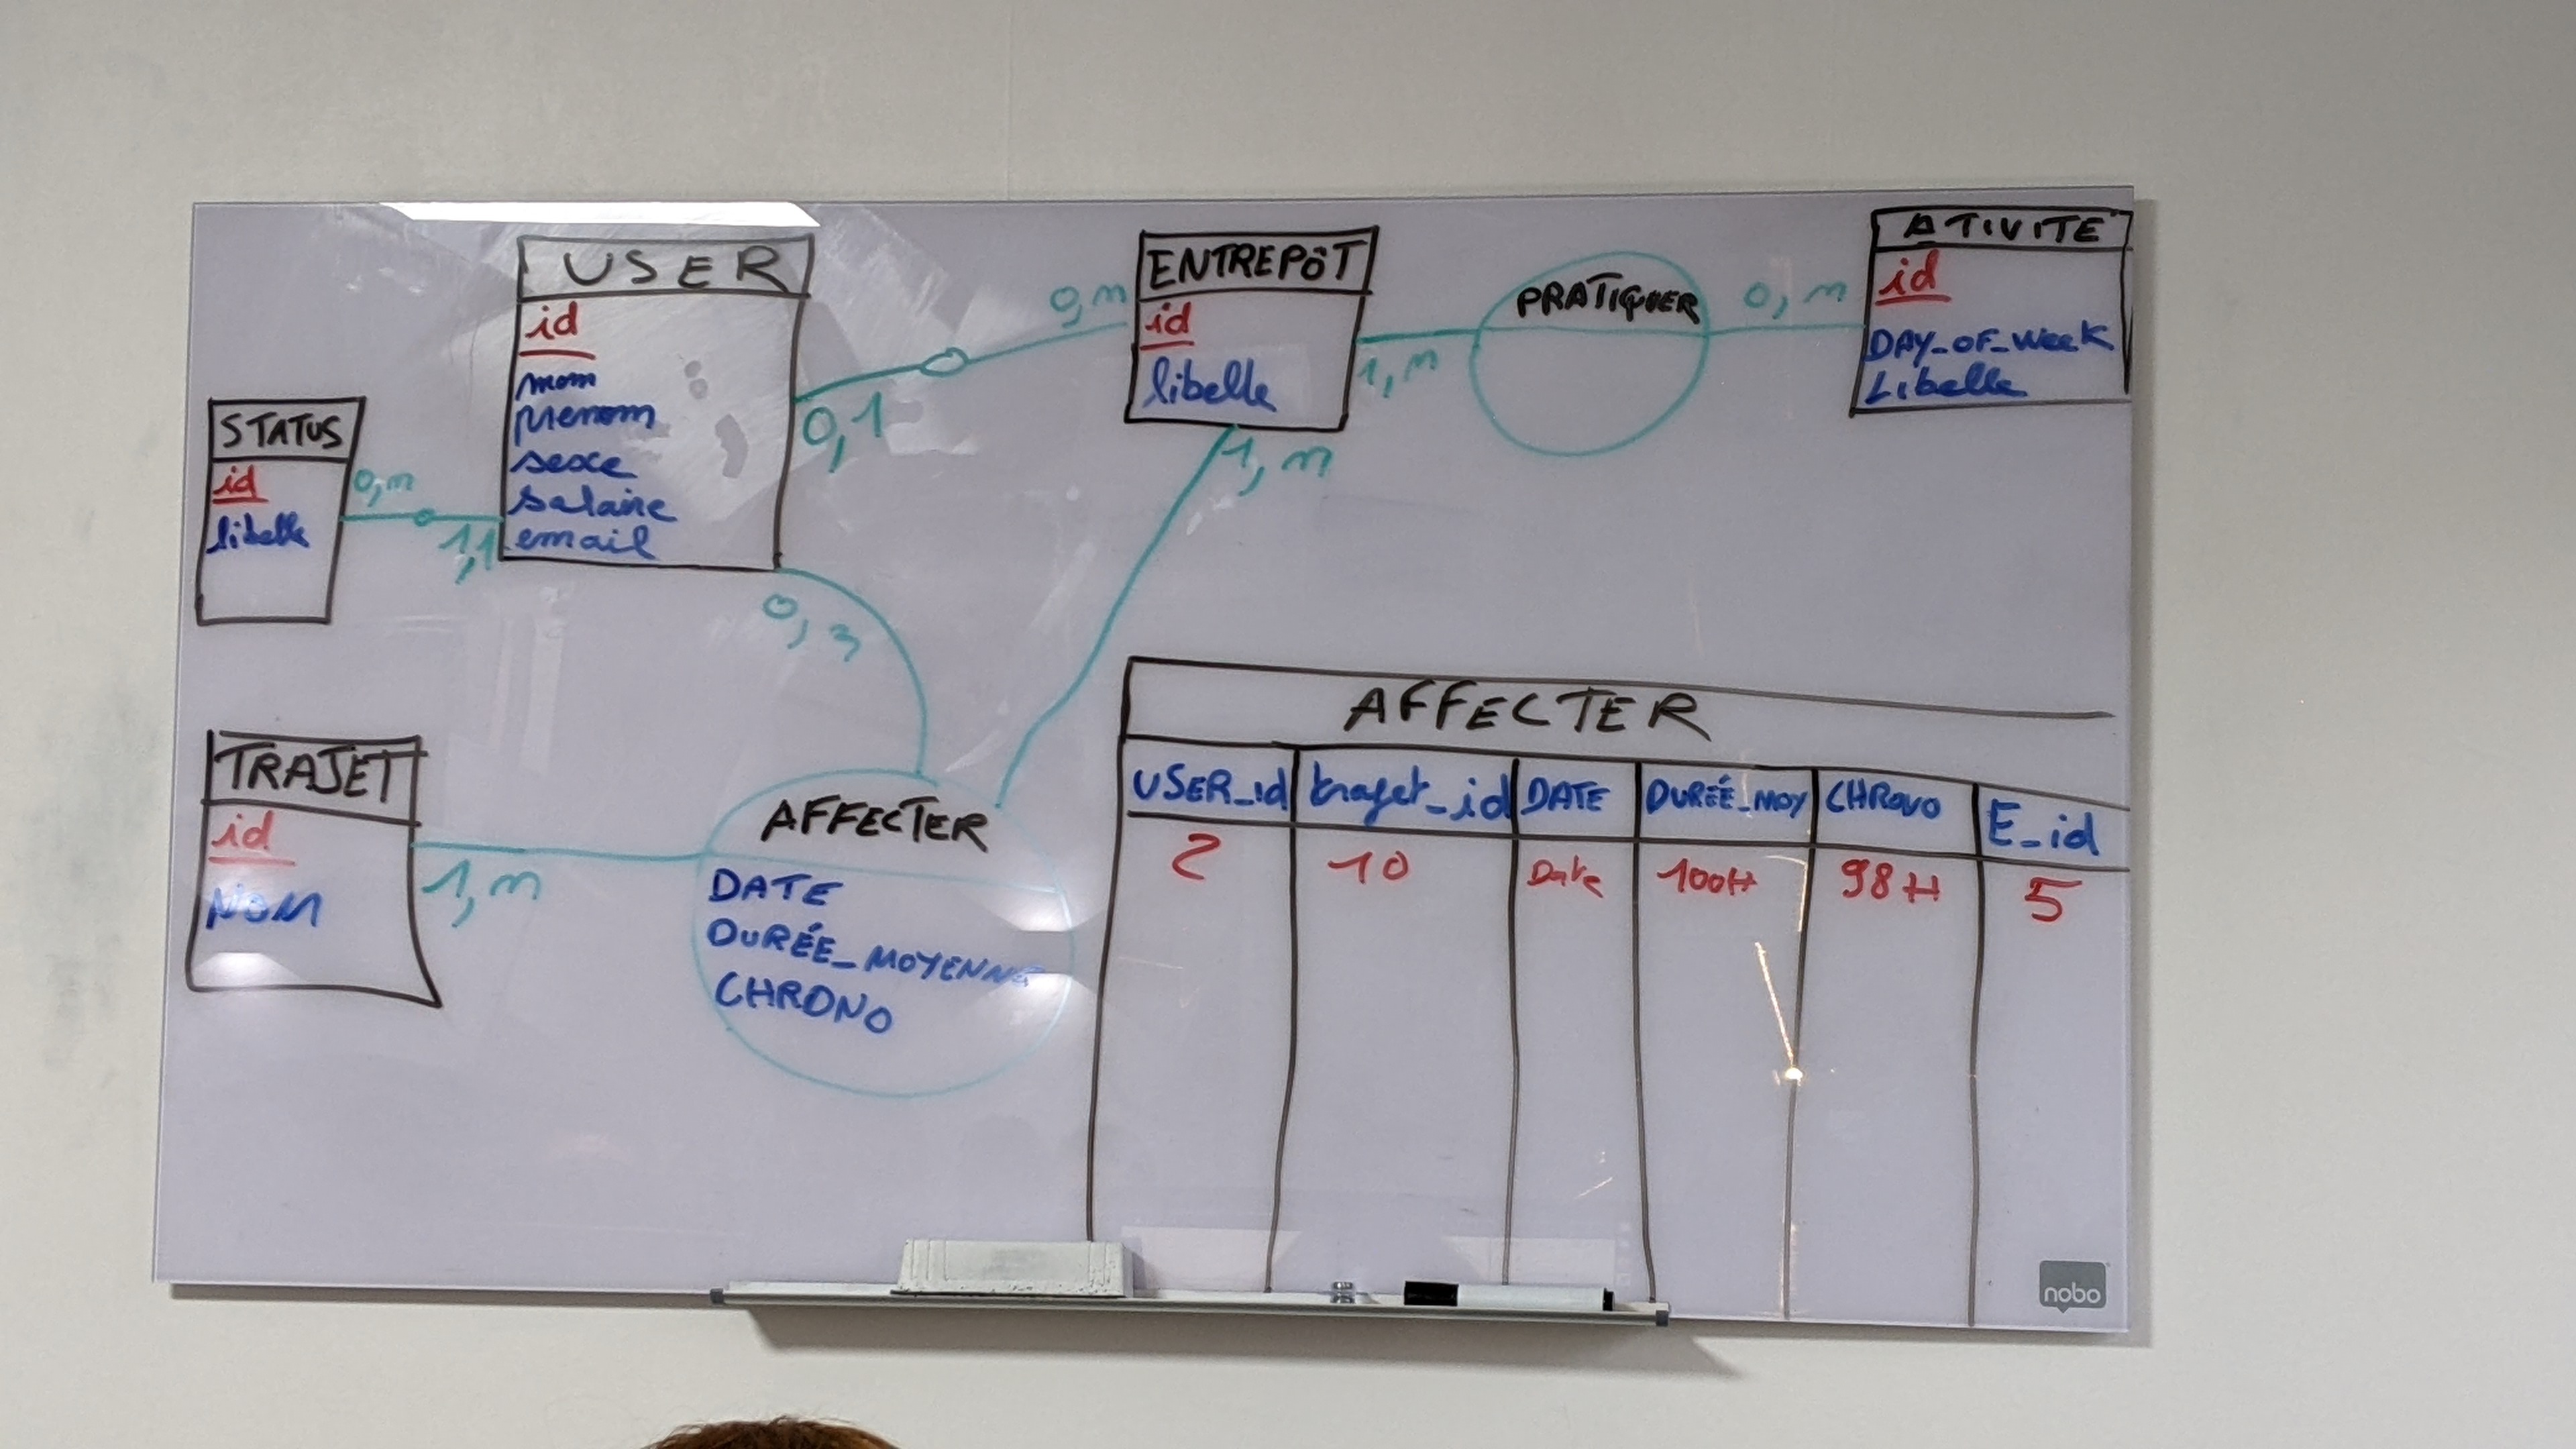 USER
id
nom
prenom
sexe
salaire
email
0,1
0,n
ENTREPÔT
id
libelle
1,n
PRATIQUER
0, n
ATIVITE
id
DAY_OF_WEEK
Libelle
STATUS
id
libelle
0,n
1,1
0, n
1, n
TRAJET
id
NOM
1, n
AFFECTER
DATE
DURÉE_MOYENNE
CHRONO
AFFECTER
USER_id trajet_id DATE DURÉE_MOY CHRONO E_id
2 10 Date 100H 98H 5
nobo